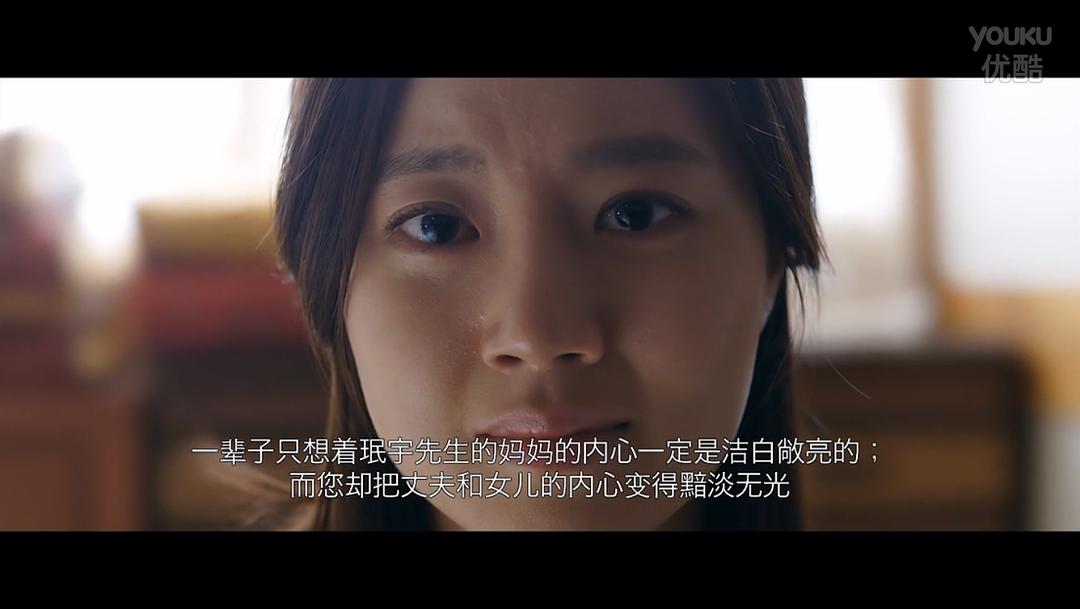 YOUKU
优酷
一辈子只想着珉宇先生的妈妈的内心一定是洁白敞亮的；
而您却把丈夫和女儿的内心变得黯淡无光